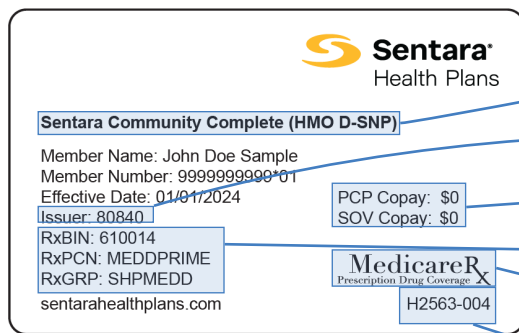 Sentara®
Health Plans
Sentara Community Complete (HMO D-SNP)
Member Name: John Doe Sample
Member Number: 9999999999*01
Effective Date: 01/01/2024
Issuer: 80840
PCP Copay: $0
SOV Copay: $0
RxBIN: 610014
RxPCN: MEDDPRIME
RxGRP: SHPMEDD
MedicareRx
Prescription Drug Coverage
sentarahealthplans.com
H2563-004